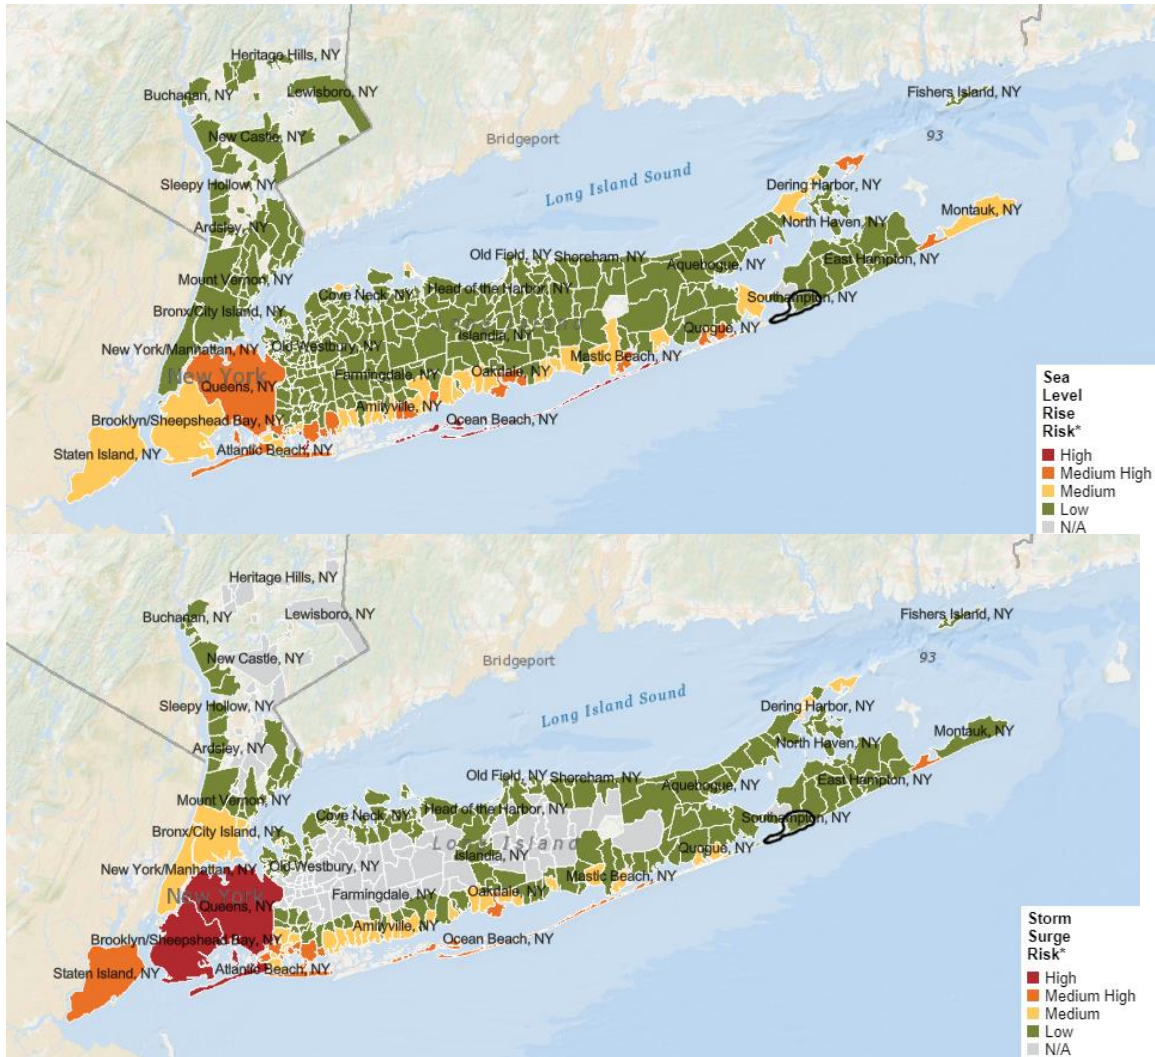 Heritage Hills, NY
Buchanan, NY
Lewisboro, NY
Fishers Island, NY
New Castle, NY
Bridgeport
93
Sleepy Hollow, NY
Long Island Sound
Dering Harbor, NY
Ardsley, NY
North Haven, NY
Montauk, NY
Old Field, NY
Shoreham, NY
East Hampton, NY
Mount Vernon, NY
Aquebogue, NY
Cove Neck, NY
Head of the Harbor, NY
Southampton, NY
Bronx/City Island, NY
Islandia, NY
Quogue, NY
New York/Manhattan, NY
Old Westbury, NY
Mastic Beach, NY
New York
Queens, NY
Farmingdale, NY
Oakdale, NY
Amityville, NY
Brooklyn/Sheepshead Bay, NY
Ocean Beach, NY
Atlantic Beach, NY
Staten Island, NY
Sea
Level
Rise
Risk*
High
Medium High
Medium
Low
N/A
Heritage Hills, NY
Buchanan, NY
Lewisboro, NY
Fishers Island, NY
New Castle, NY
Bridgeport
93
Sleepy Hollow, NY
Long Island Sound
Dering Harbor, NY
Ardsley, NY
North Haven, NY
Montauk, NY
Old Field, NY
Shoreham, NY
East Hampton, NY
Mount Vernon, NY
Aquebogue, NY
Cove Neck, NY
Head of the Harbor, NY
Southampton, NY
Bronx/City Island, NY
Long Island
Islandia, NY
Quogue, NY
New York/Manhattan, NY
Old Westbury, NY
Mastic Beach, NY
New York
Queens, NY
Farmingdale, NY
Oakdale, NY
Amityville, NY
Brooklyn/Sheepshead Bay, NY
Ocean Beach, NY
Atlantic Beach, NY
Staten Island, NY
Storm
Surge
Risk*
High
Medium High
Medium
Low
N/A